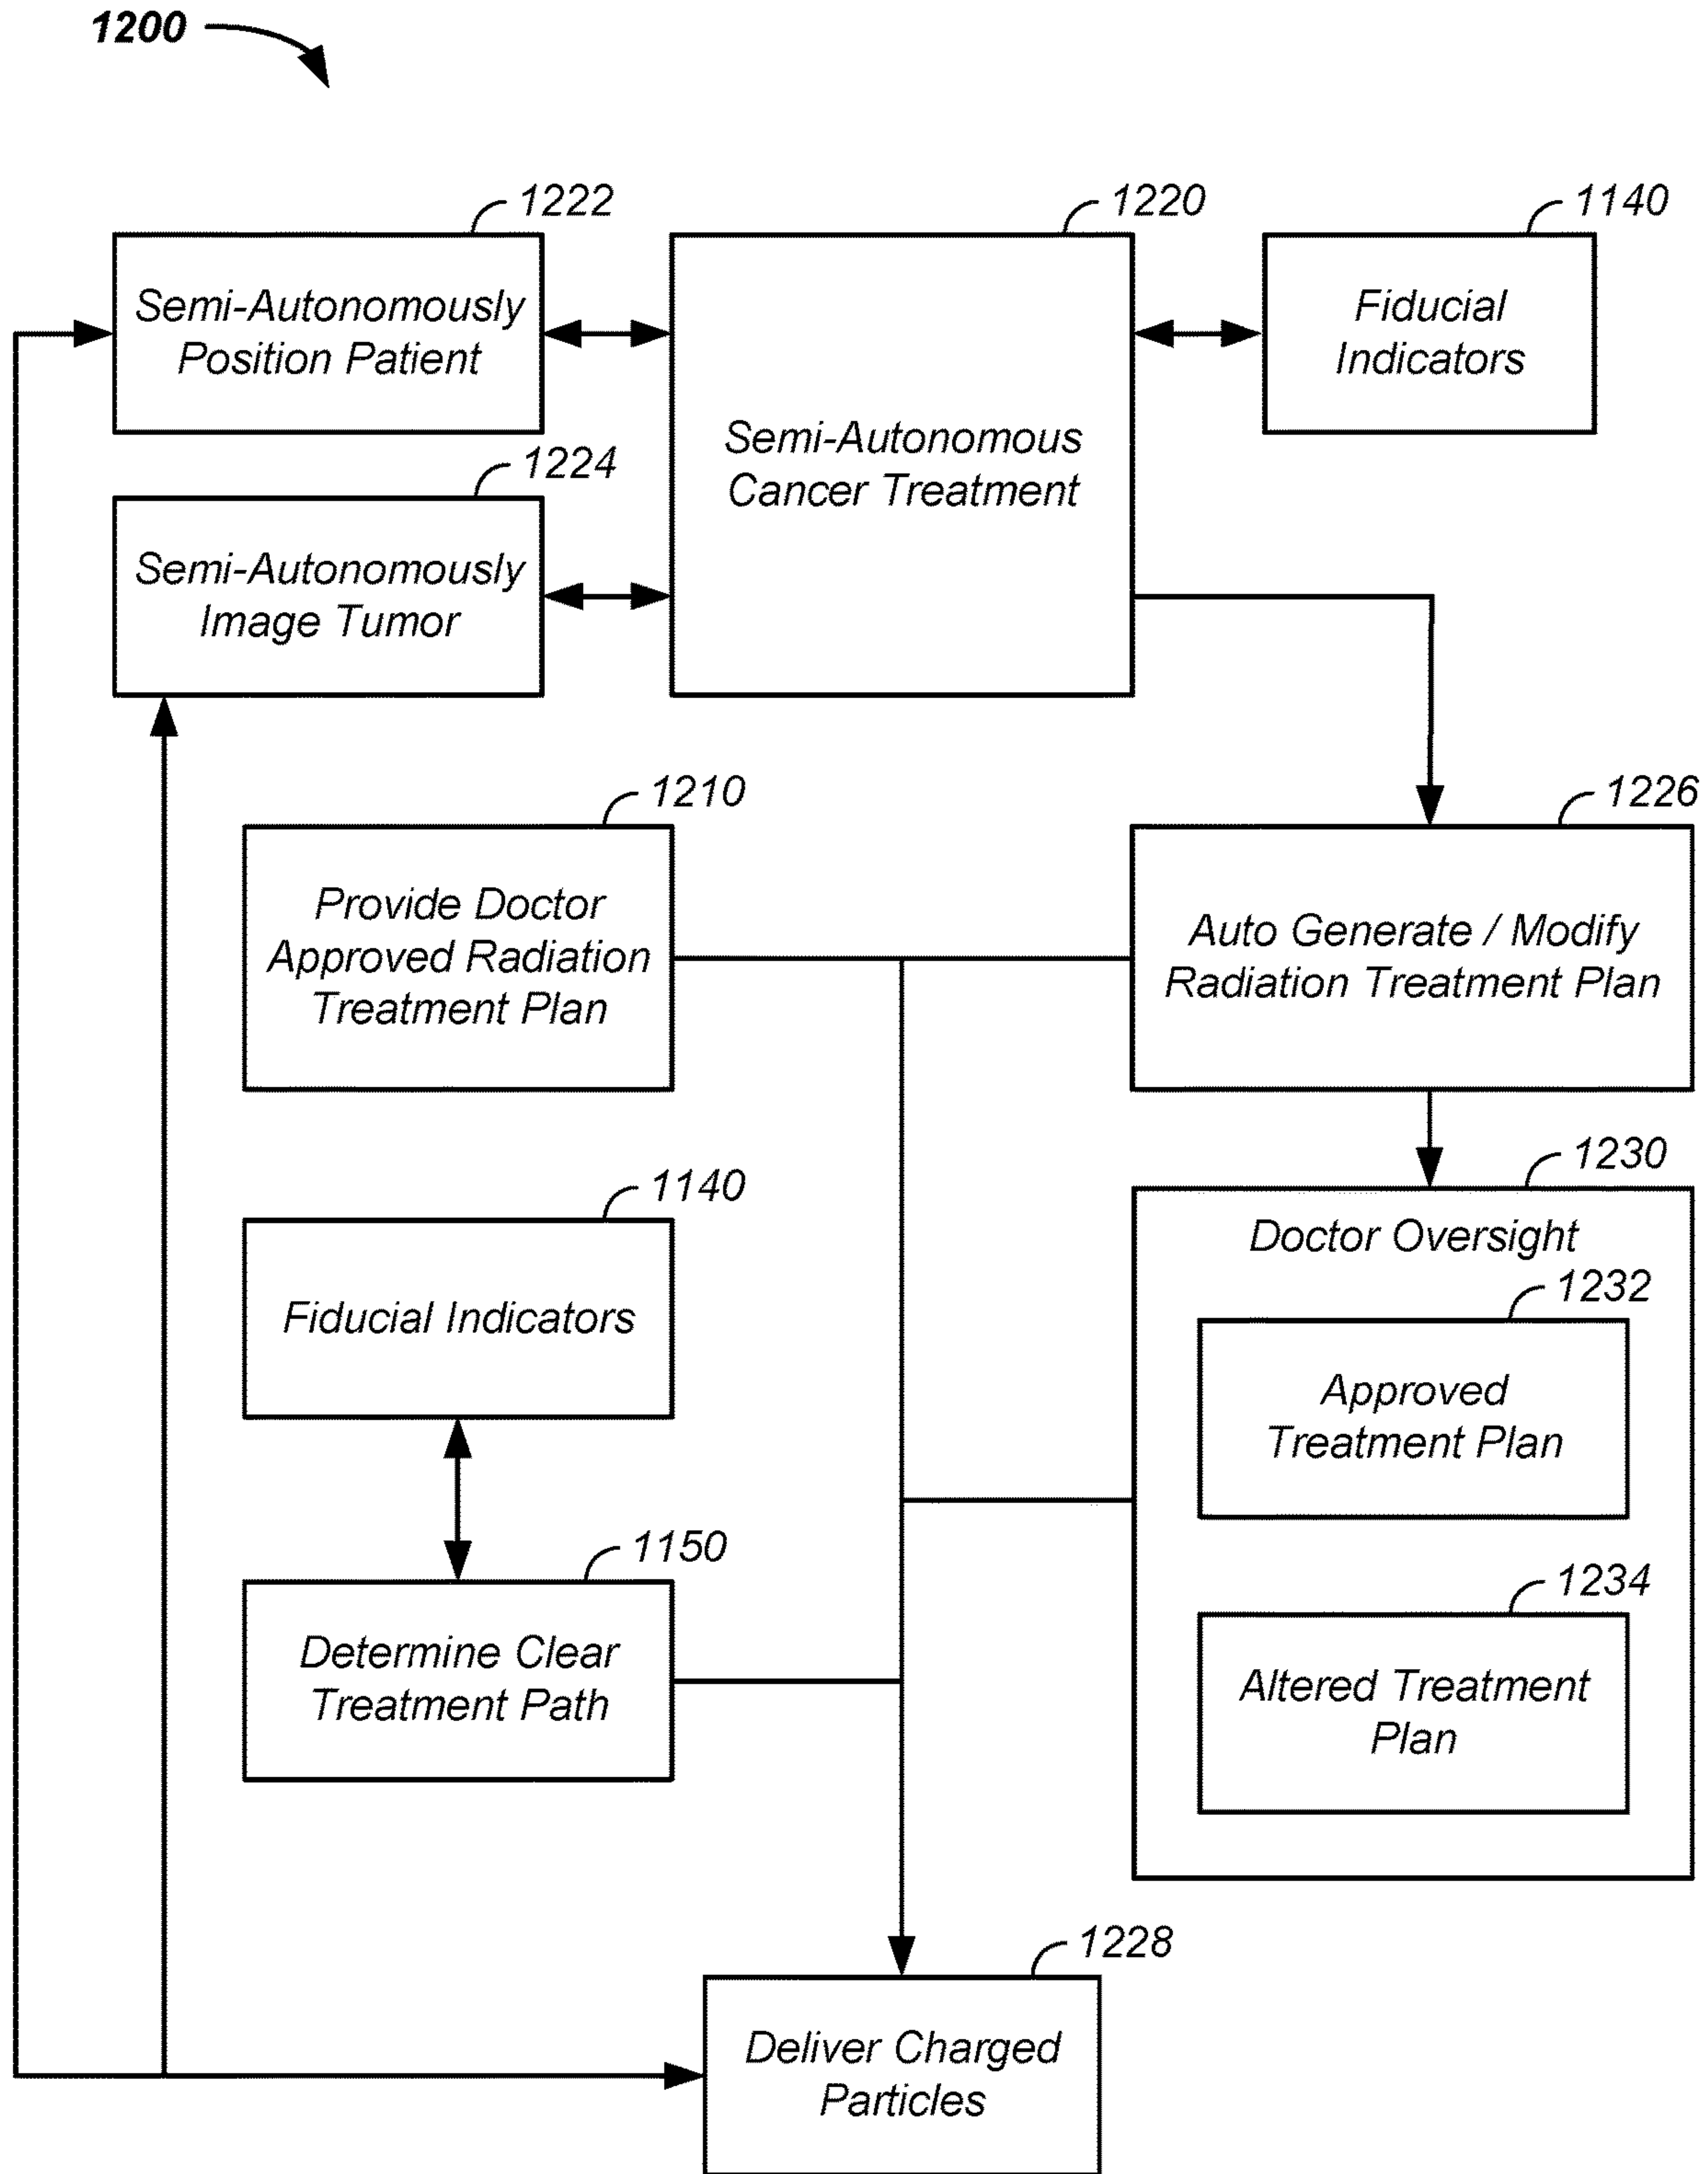 1200
1222
1220
1140
Semi-Autonomously
Position Patient
Semi-Autonomous
Cancer Treatment
Fiducial
Indicators
1224
Semi-Autonomously
Image Tumor
1210
1226
Provide Doctor
Approved Radiation
Treatment Plan
Auto Generate / Modify
Radiation Treatment Plan
1140
1230
Fiducial Indicators
Doctor Oversight
1232
Approved
Treatment Plan
1150
1234
Determine Clear
Treatment Path
Altered Treatment
Plan
1228
Deliver Charged
Particles